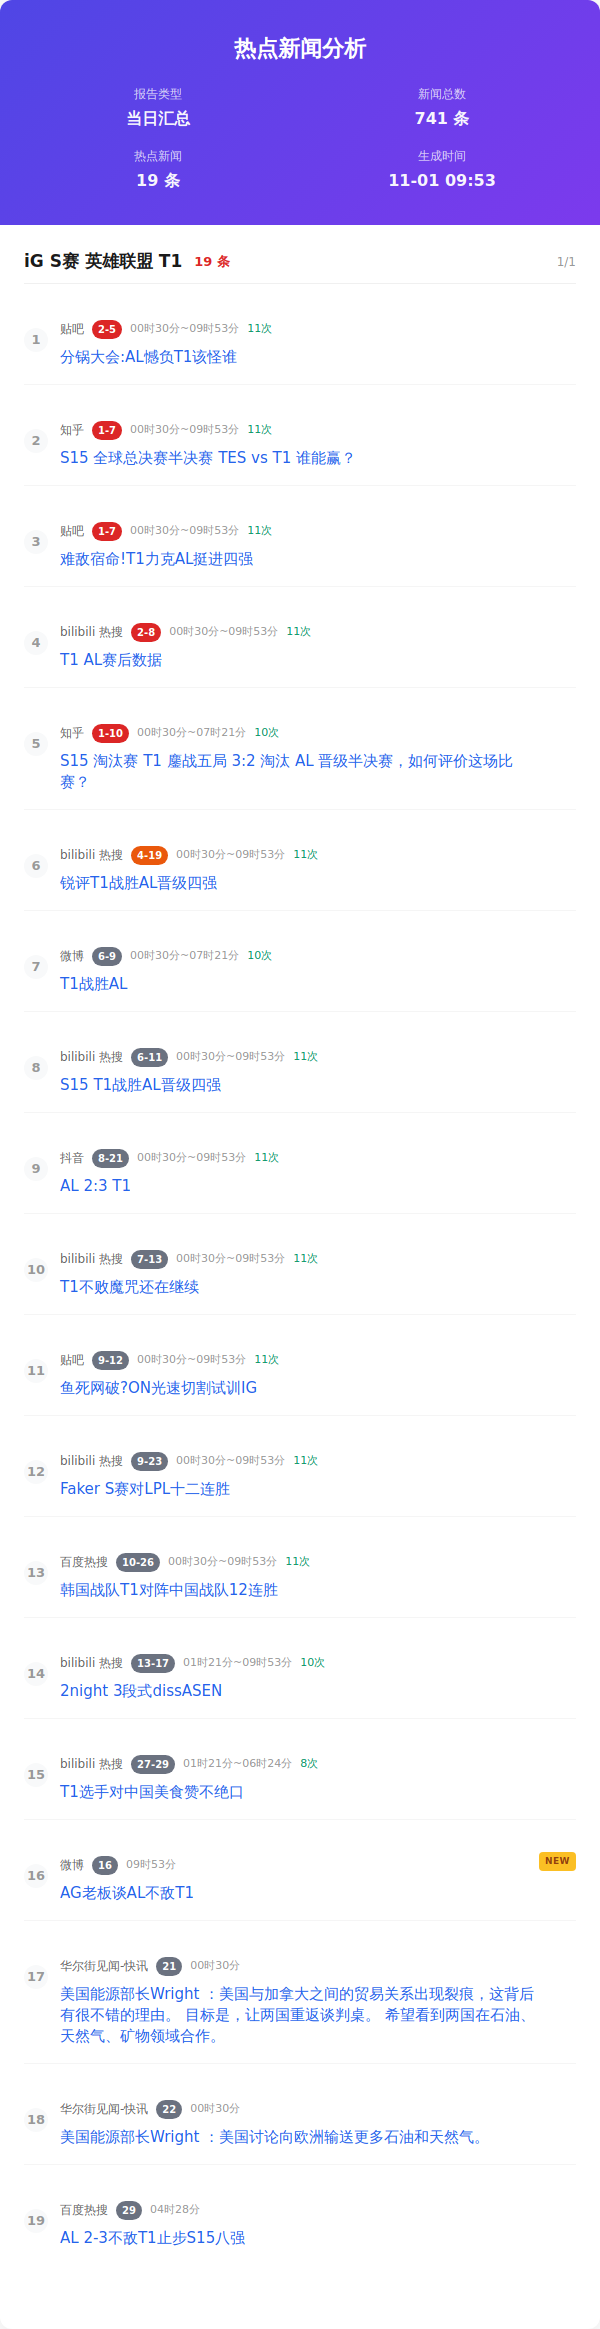 热点新闻分析
报告类型
当日汇总
新闻总数
741 条
热点新闻
19 条
生成时间
11-01 09:53
iG S赛 英雄联盟 T1 19 条 1/1
1
贴吧 2-5 00时30分~09时53分 11次
分锅大会:AL憾负T1该怪谁
2
知乎 1-7 00时30分~09时53分 11次
S15 全球总决赛半决赛 TES vs T1 谁能赢？
3
贴吧 1-7 00时30分~09时53分 11次
难敌宿命!T1力克AL挺进四强
4
bilibili 热搜 2-8 00时30分~09时53分 11次
T1 AL赛后数据
5
知乎 1-10 00时30分~07时21分 10次
S15 淘汰赛 T1 鏖战五局 3:2 淘汰 AL 晋级半决赛，如何评价这场比
赛？
6
bilibili 热搜 4-19 00时30分~09时53分 11次
锐评T1战胜AL晋级四强
7
微博 6-9 00时30分~07时21分 10次
T1战胜AL
8
bilibili 热搜 6-11 00时30分~09时53分 11次
S15 T1战胜AL晋级四强
9
抖音 8-21 00时30分~09时53分 11次
AL 2:3 T1
10
bilibili 热搜 7-13 00时30分~09时53分 11次
T1不败魔咒还在继续
11
贴吧 9-12 00时30分~09时53分 11次
鱼死网破?ON光速切割试训IG
12
bilibili 热搜 9-23 00时30分~09时53分 11次
Faker S赛对LPL十二连胜
13
百度热搜 10-26 00时30分~09时53分 11次
韩国战队T1对阵中国战队12连胜
14
bilibili 热搜 13-17 01时21分~09时53分 10次
2night 3段式dissASEN
15
bilibili 热搜 27-29 01时21分~06时24分 8次
T1选手对中国美食赞不绝口
16
微博 16 09时53分 NEW
AG老板谈AL不敌T1
17
华尔街见闻-快讯 21 00时30分
美国能源部长Wright ：美国与加拿大之间的贸易关系出现裂痕，这背后
有很不错的理由。 目标是，让两国重返谈判桌。 希望看到两国在石油、
天然气、矿物领域合作。
18
华尔街见闻-快讯 22 00时30分
美国能源部长Wright ：美国讨论向欧洲输送更多石油和天然气。
19
百度热搜 29 04时28分
AL 2-3不敌T1止步S15八强